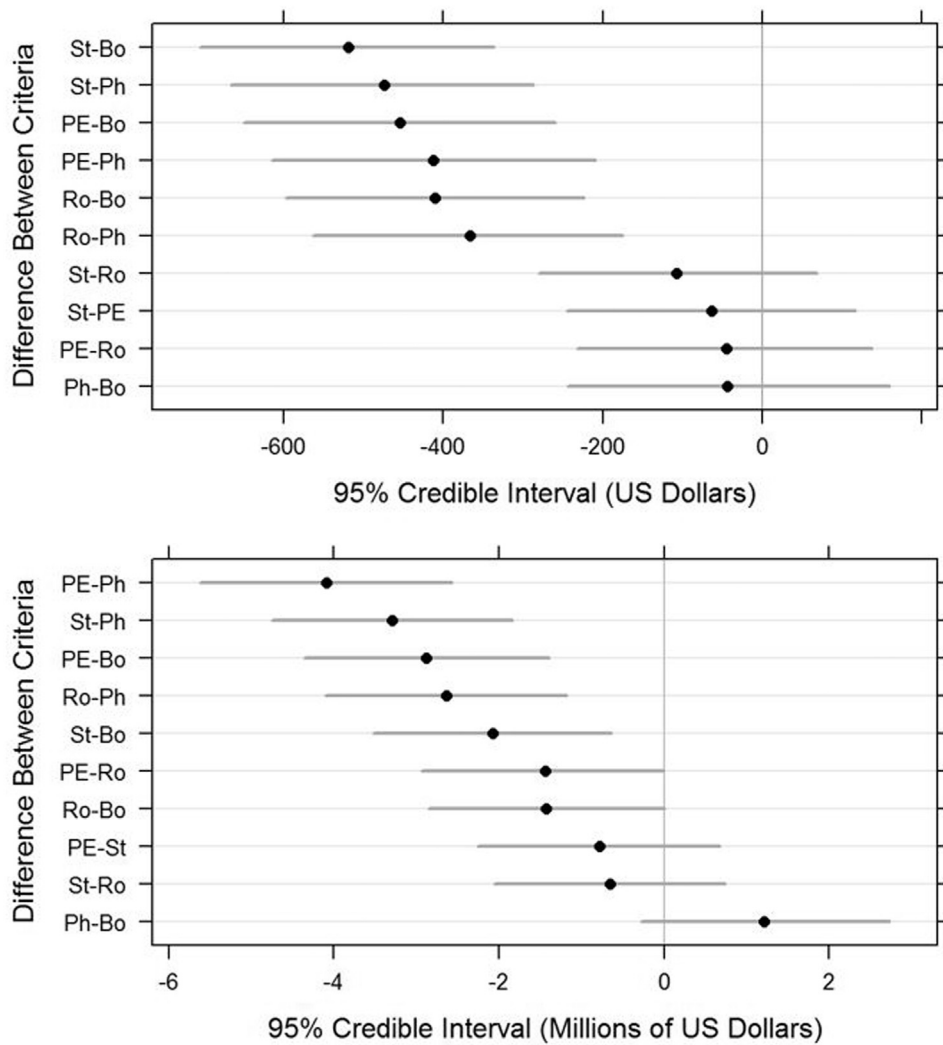 Difference Between Criteria
St-Bo
St-Ph
PE-Bo
PE-Ph
Ro-Bo
Ro-Ph
St-Ro
St-PE
PE-Ro
Ph-Bo
-600 -400 -200 0
95% Credible Interval (US Dollars)
Difference Between Criteria
PE-Ph
St-Ph
PE-Bo
Ro-Ph
St-Bo
PE-Ro
Ro-Bo
PE-St
St-Ro
Ph-Bo
-6 -4 -2 0 2
95% Credible Interval (Millions of US Dollars)